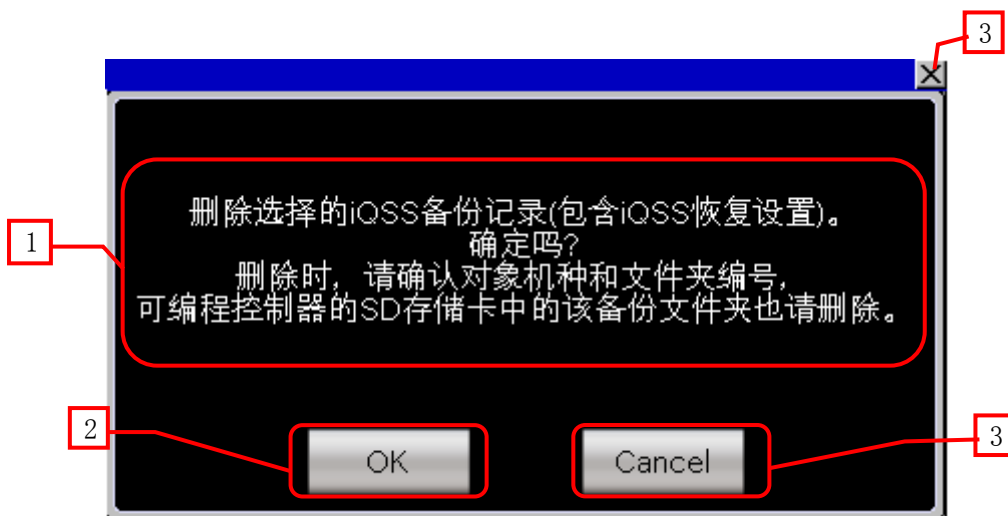 3
删除选择的iQSS备份记录(包含iQSS恢复设置)。
确定吗?
1
删除时, 请确认对象机种和文件夹编号,
可编程控制器的SD存储卡中的该备份文件夹也请删除。
2
OK
Cancel
3